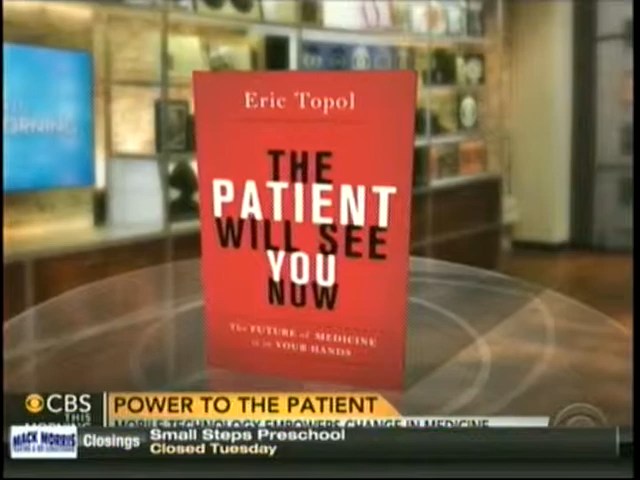 MORNING
Eric Topol
THE
PATIENT
WILL SEE
YOU
NOW
The FUTURE of MEDICINE
is in YOUR HANDS
CBS
THIS
MORNING
POWER TO THE PATIENT
MOBILE TECHNOLOGY EMPOWERS CHANGE IN MEDICINE
MACK MORRIS
Closings
Small Steps Preschool
Closed Tuesday